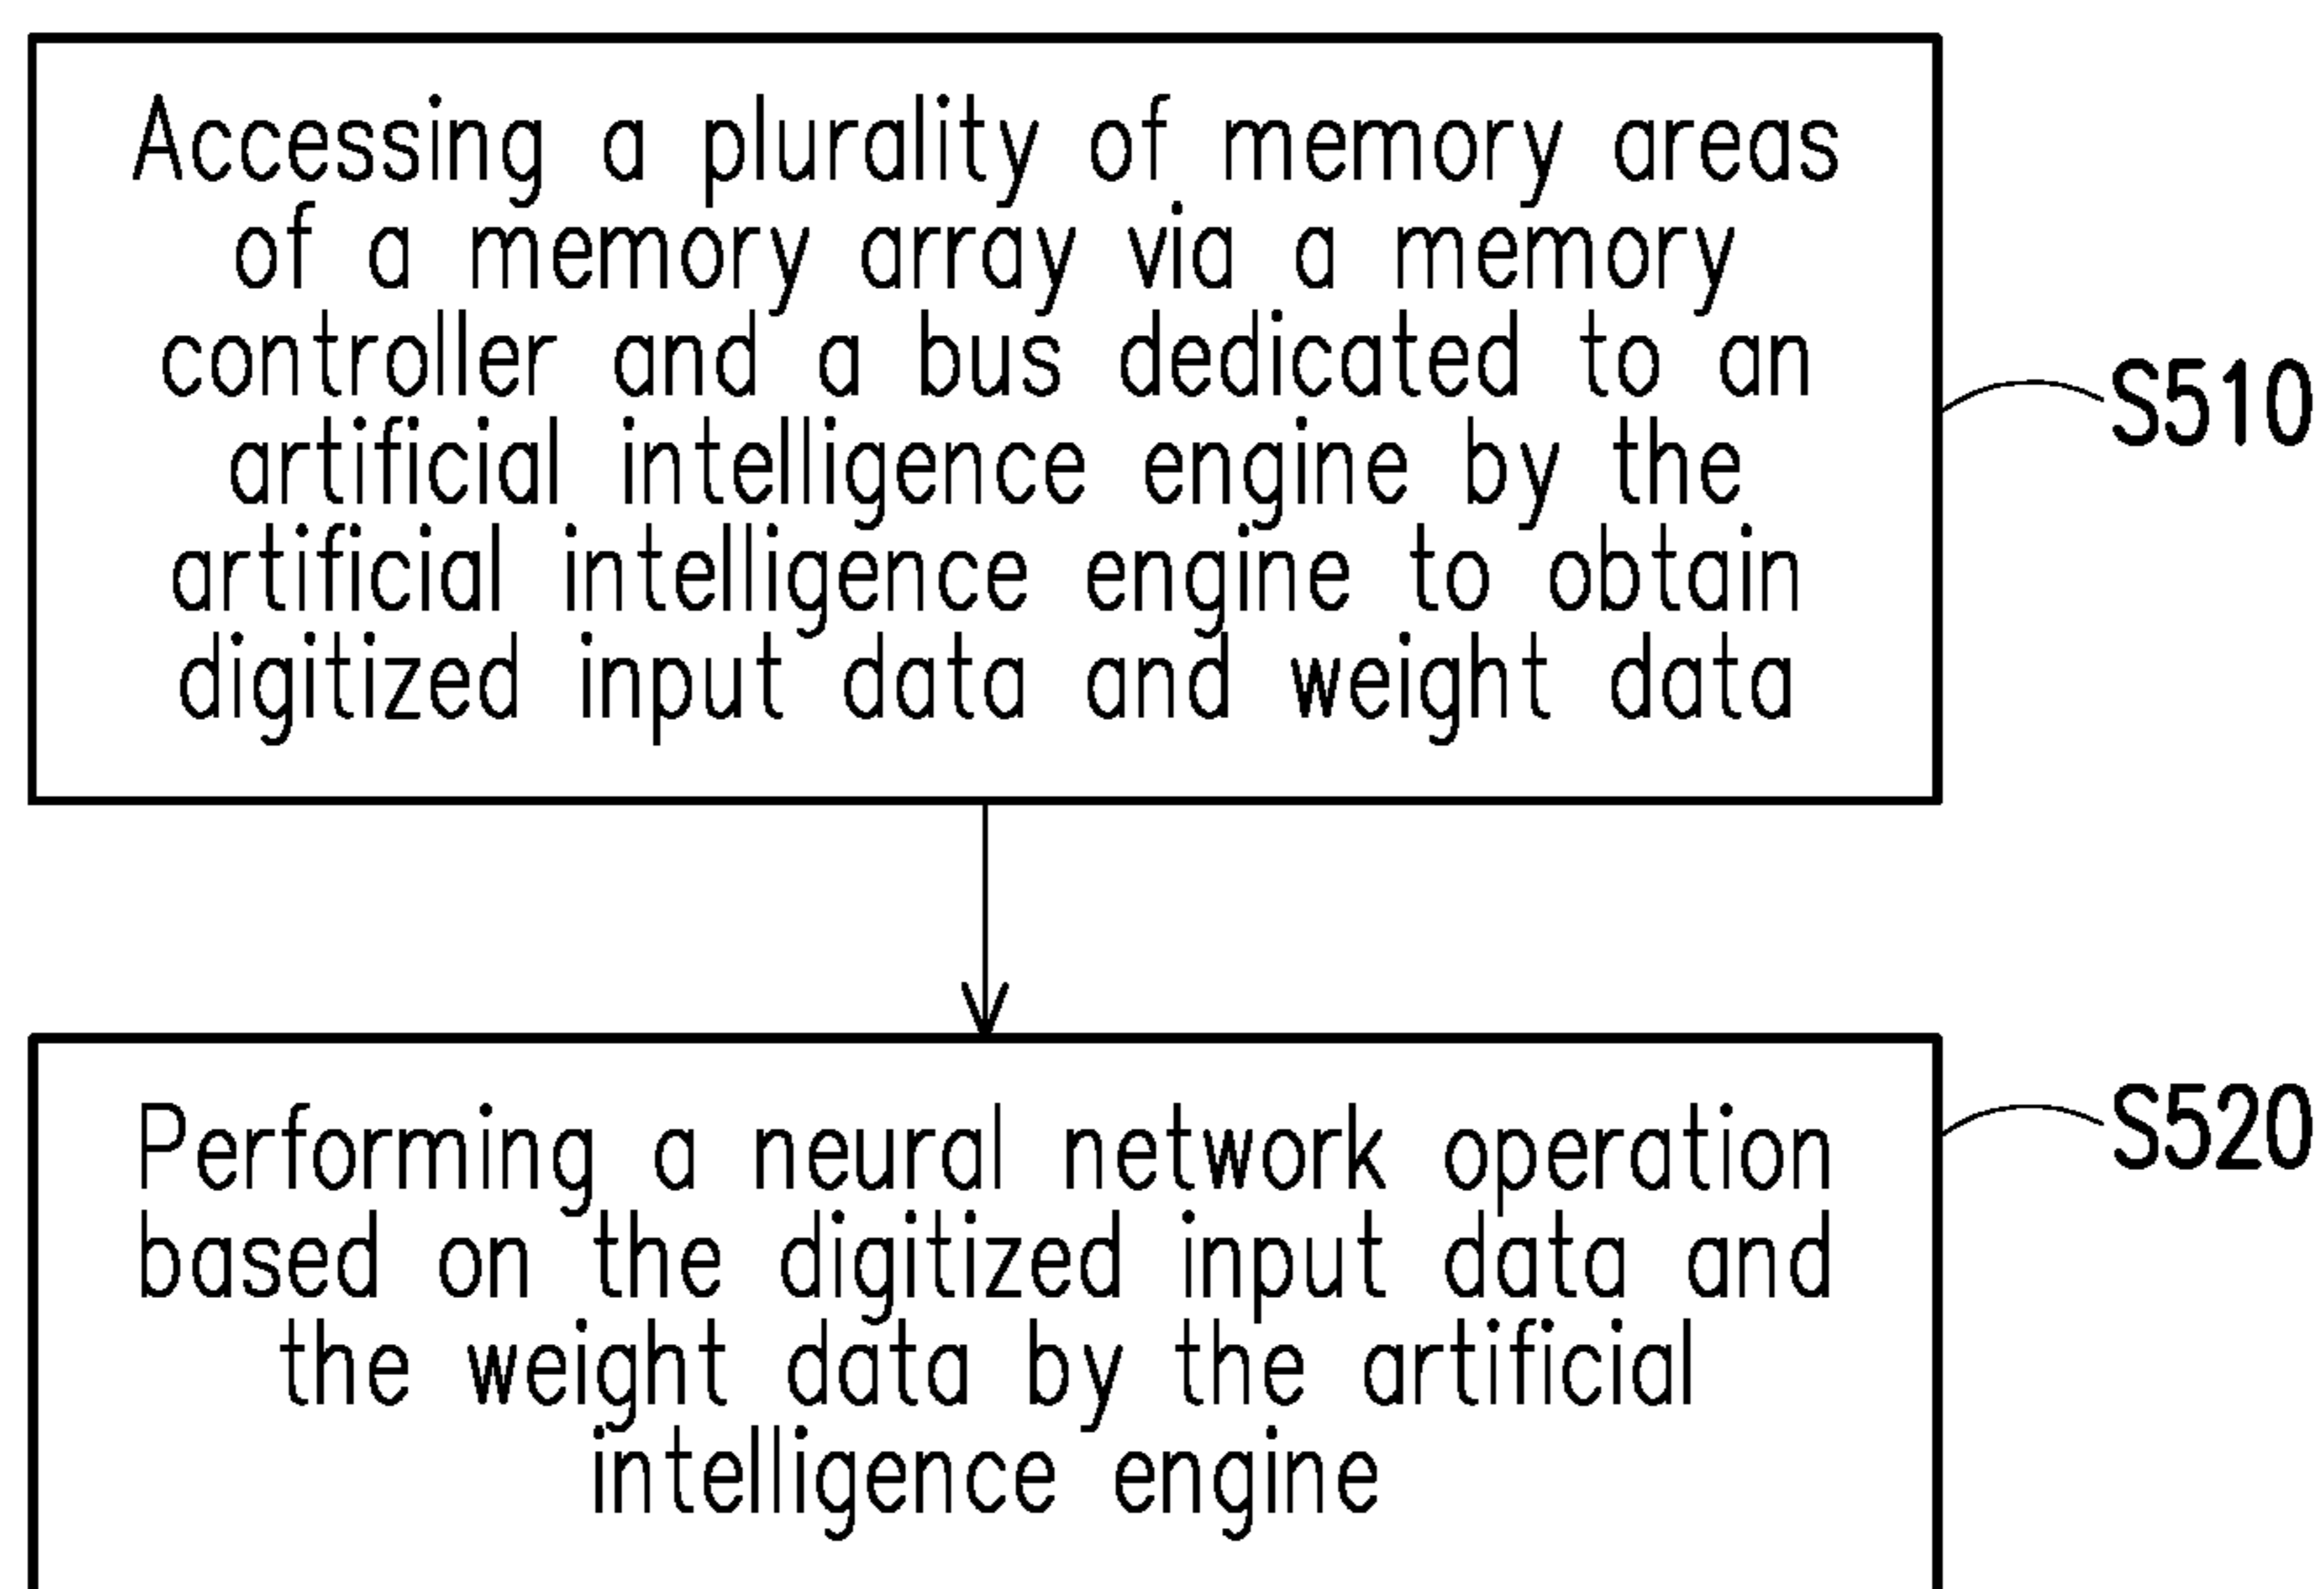 Accessing a plurality of memory areas
of a memory array via a memory
controller and a bus dedicated to an
artificial intelligence engine by the
artificial intelligence engine to obtain
digitized input data and weight data
S510
Performing a neural network operation
based on the digitized input data and
the weight data by the artificial
intelligence engine
S520